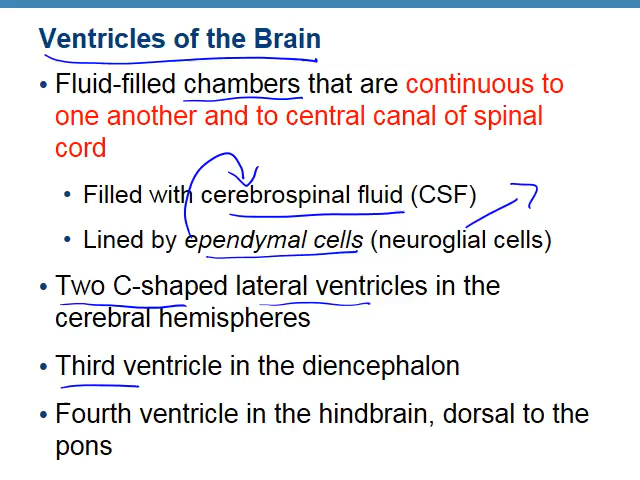 Ventricles of the Brain
• Fluid-filled chambers that are continuous to
one another and to central canal of spinal
cord
• Filled with cerebrospinal fluid (CSF)
• Lined by ependymal cells (neuroglial cells)
• Two C-shaped lateral ventricles in the
cerebral hemispheres
• Third ventricle in the diencephalon
• Fourth ventricle in the hindbrain, dorsal to the
pons